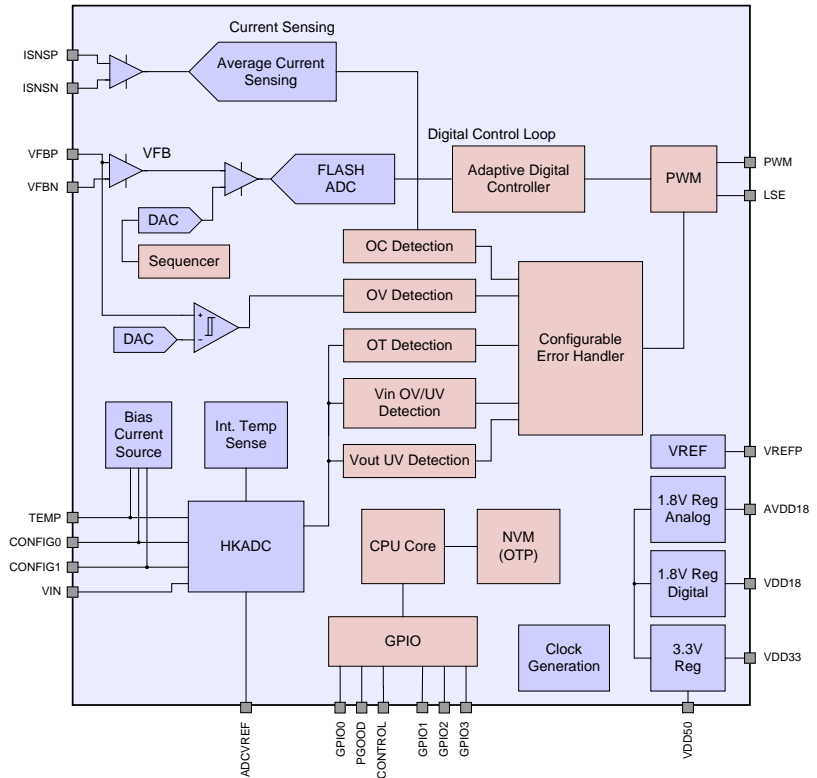 Current Sensing
ISNSP
ISNSN
Average Current
Sensing
VFBP
VFBN
VFB
FLASH
ADC
Digital Control Loop
Adaptive Digital
Controller
PWM
PWM
LSE
DAC
Sequencer
OC Detection
OV Detection
+
-
DAC
OT Detection
Configurable
Error Handler
Vin OV/UV
Detection
Vout UV Detection
Bias
Current
Source
Int. Temp
Sense
VREF
VREFP
TEMP
CONFIG0
CONFIG1
VIN
HKADC
CPU Core
NVM
(OTP)
1.8V Reg
Analog
AVDD18
1.8V Reg
Digital
VDD18
GPIO
Clock
Generation
3.3V
Reg
VDD33
ADCVREF
GPIO0
PGOOD
CONTROL
GPIO1
GPIO2
GPIO3
VDD50